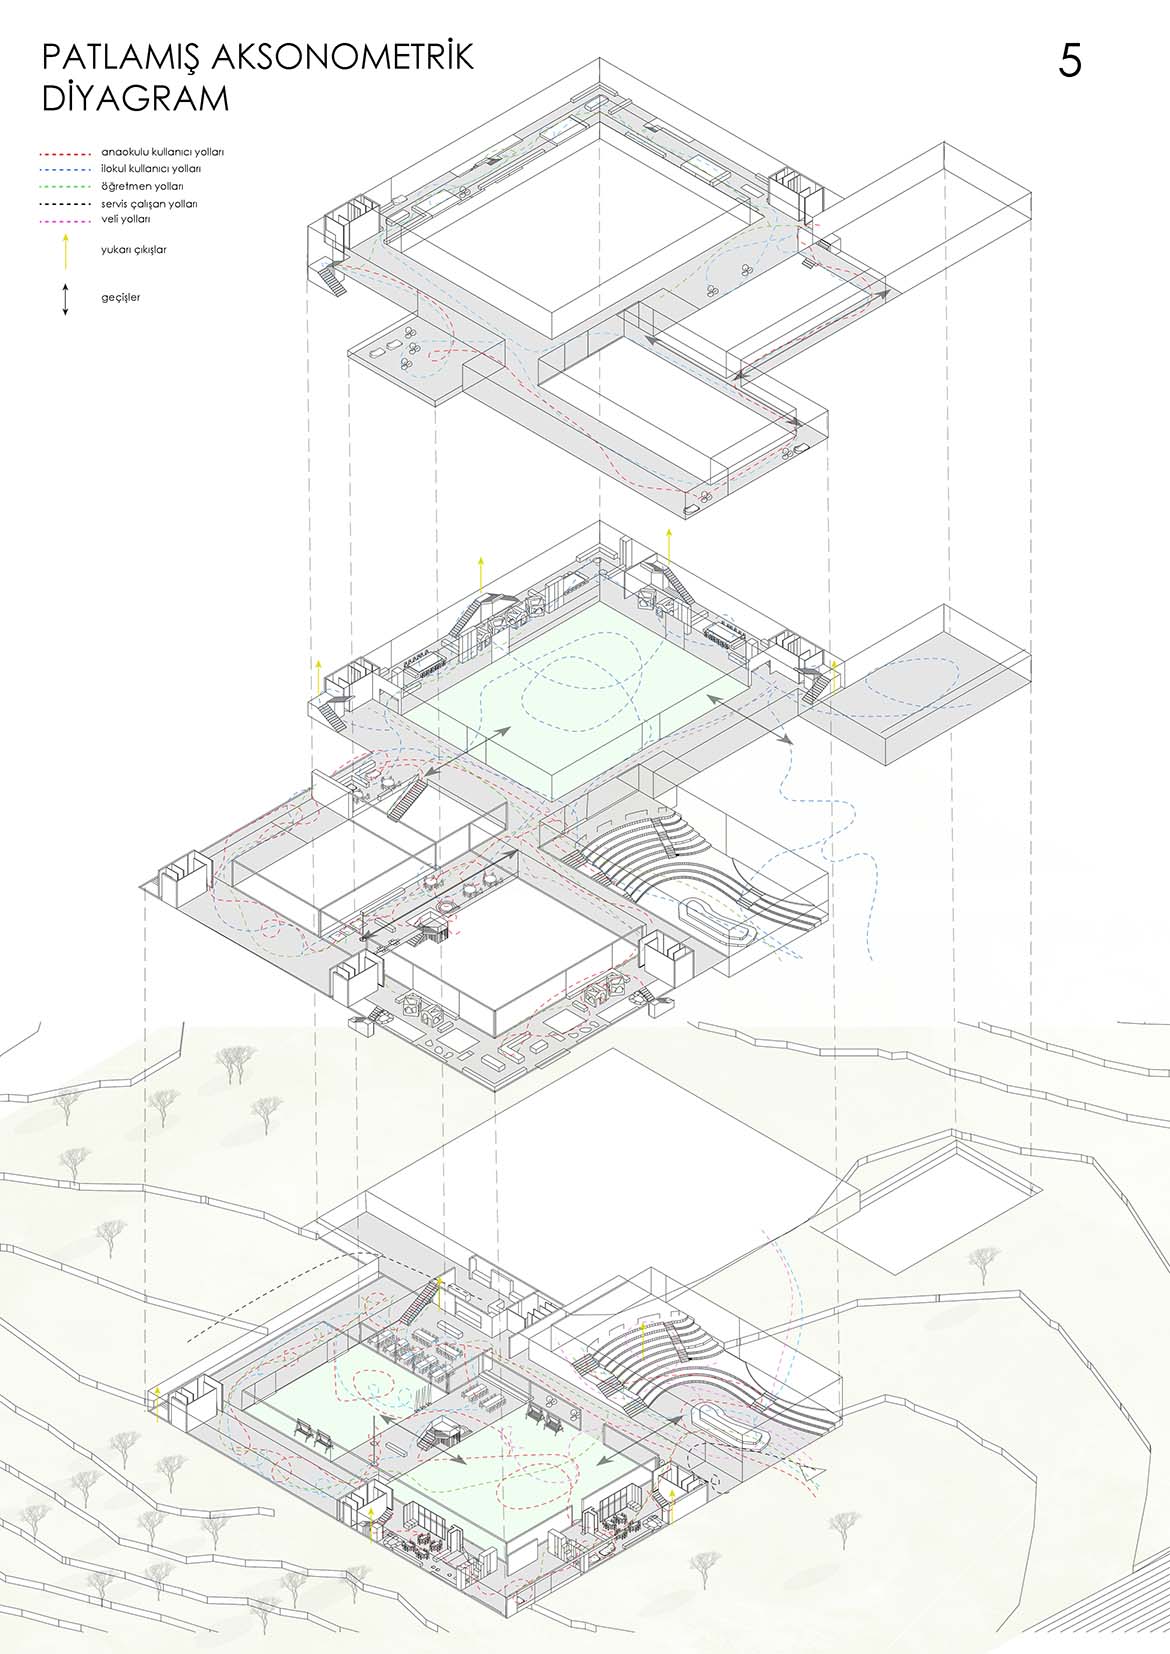 PATLAMIŞ AKSONOMETRİK
DİYAGRAM
5
anaokulu kullanıcı yolları
ilokul kullanıcı yolları
öğretmen yolları
servis çalışan yolları
veli yolları
yukarı çıkışlar
geçişler